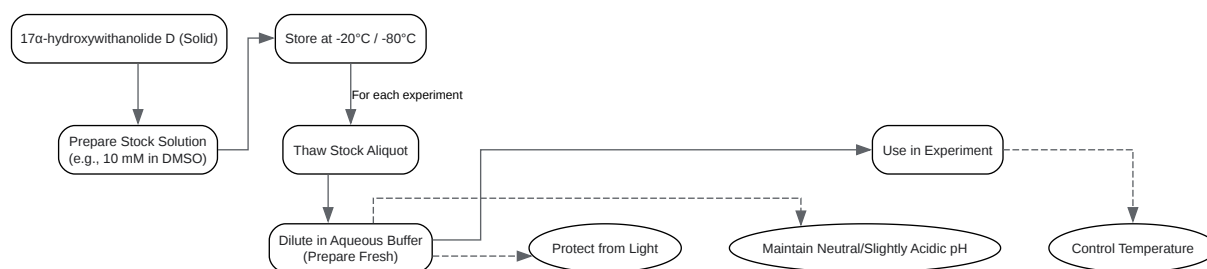 17α-hydroxywithanolide D (Solid)
Store at -20°C / -80°C
For each experiment
Prepare Stock Solution
(e.g., 10 mM in DMSO)
Thaw Stock Aliquot
Use in Experiment
Dilute in Aqueous Buffer
(Prepare Fresh)
Protect from Light
Maintain Neutral/Slightly Acidic pH
Control Temperature